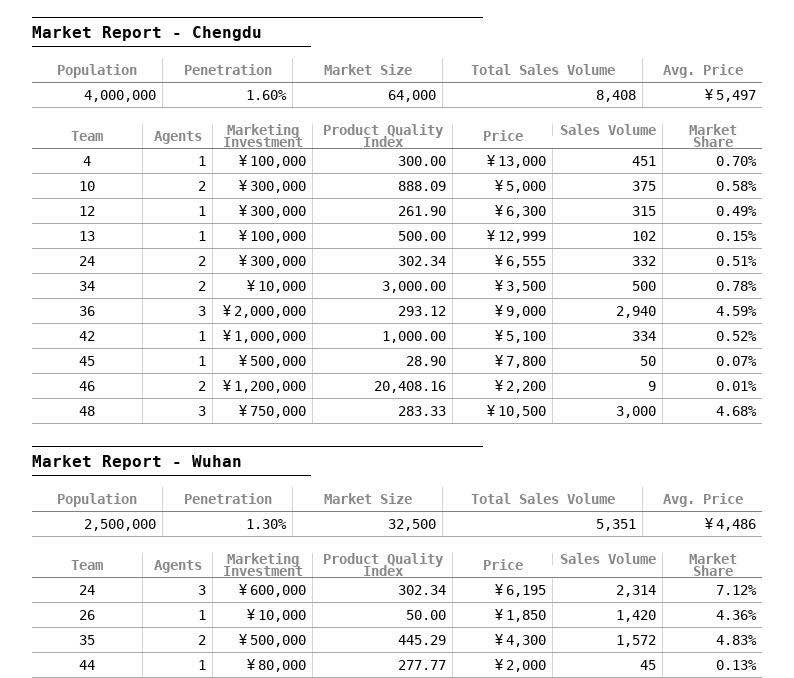 Market Report - Chengdu
Population Penetration Market Size Total Sales Volume Avg. Price
4,000,000 1.60% 64,000 8,408 ¥5,497
Team Agents Marketing Investment Product Quality Index Price Sales Volume Market Share
4 1 ¥100,000 300.00 ¥13,000 451 0.70%
10 2 ¥300,000 888.09 ¥5,000 375 0.58%
12 1 ¥300,000 261.90 ¥6,300 315 0.49%
13 1 ¥100,000 500.00 ¥12,999 102 0.15%
24 2 ¥300,000 302.34 ¥6,555 332 0.51%
34 2 ¥10,000 3,000.00 ¥3,500 500 0.78%
36 3 ¥2,000,000 293.12 ¥9,000 2,940 4.59%
42 1 ¥1,000,000 1,000.00 ¥5,100 334 0.52%
45 1 ¥500,000 28.90 ¥7,800 50 0.07%
46 2 ¥1,200,000 20,408.16 ¥2,200 9 0.01%
48 3 ¥750,000 283.33 ¥10,500 3,000 4.68%
Market Report - Wuhan
Population Penetration Market Size Total Sales Volume Avg. Price
2,500,000 1.30% 32,500 5,351 ¥4,486
Team Agents Marketing Investment Product Quality Index Price Sales Volume Market Share
24 3 ¥600,000 302.34 ¥6,195 2,314 7.12%
26 1 ¥10,000 50.00 ¥1,850 1,420 4.36%
35 2 ¥500,000 445.29 ¥4,300 1,572 4.83%
44 1 ¥80,000 277.77 ¥2,000 45 0.13%